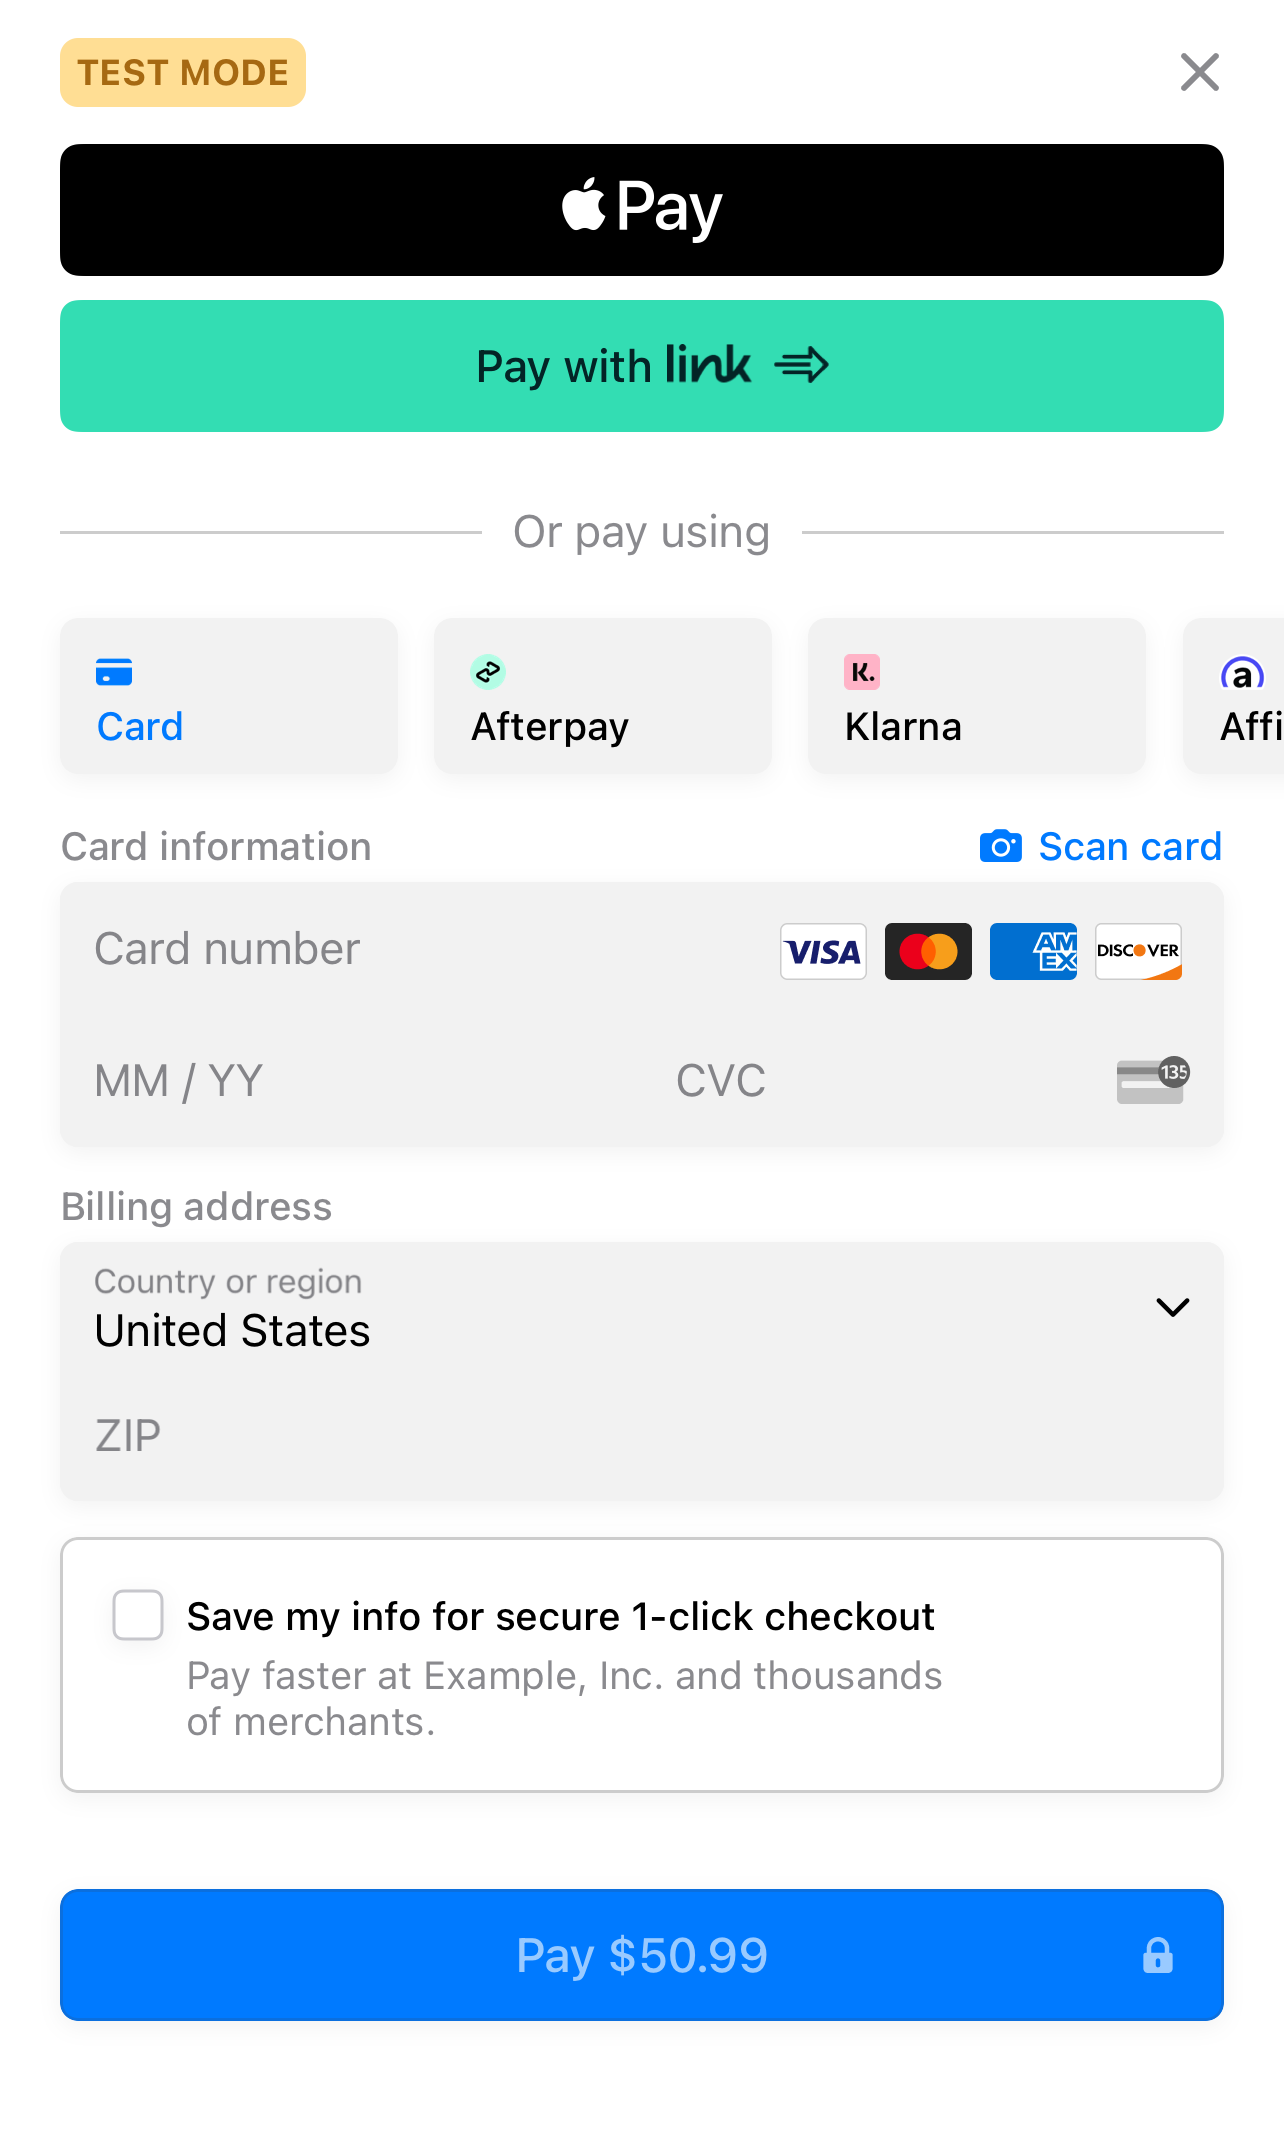 TEST MODE
Pay
Pay with link
Or pay using
Card
Afterpay
K.
Klarna
a
Affi
Card information
Scan card
Card number
VISA
AM
EX
DISCOVER
MM / YY
CVC
135
Billing address
Country or region
United States
ZIP
Save my info for secure 1-click checkout
Pay faster at Example, Inc. and thousands
of merchants.
Pay $50.99